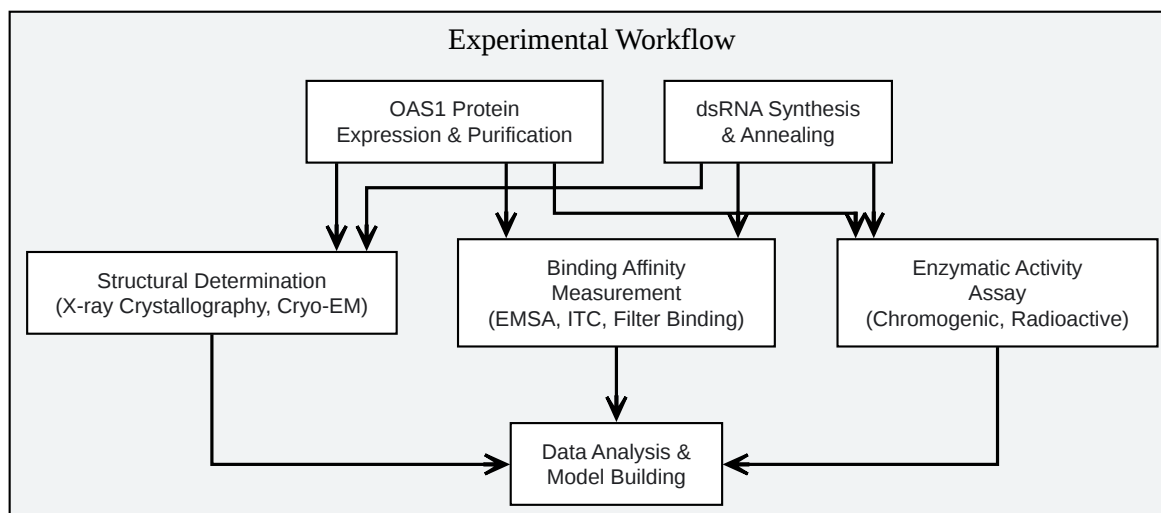 Experimental Workflow
OAS1 Protein
Expression & Purification
dsRNA Synthesis
& Annealing
Structural Determination
(X-ray Crystallography, Cryo-EM)
Binding Affinity
Measurement
(EMSA, ITC, Filter Binding)
Enzymatic Activity
Assay
(Chromogenic, Radioactive)
Data Analysis &
Model Building